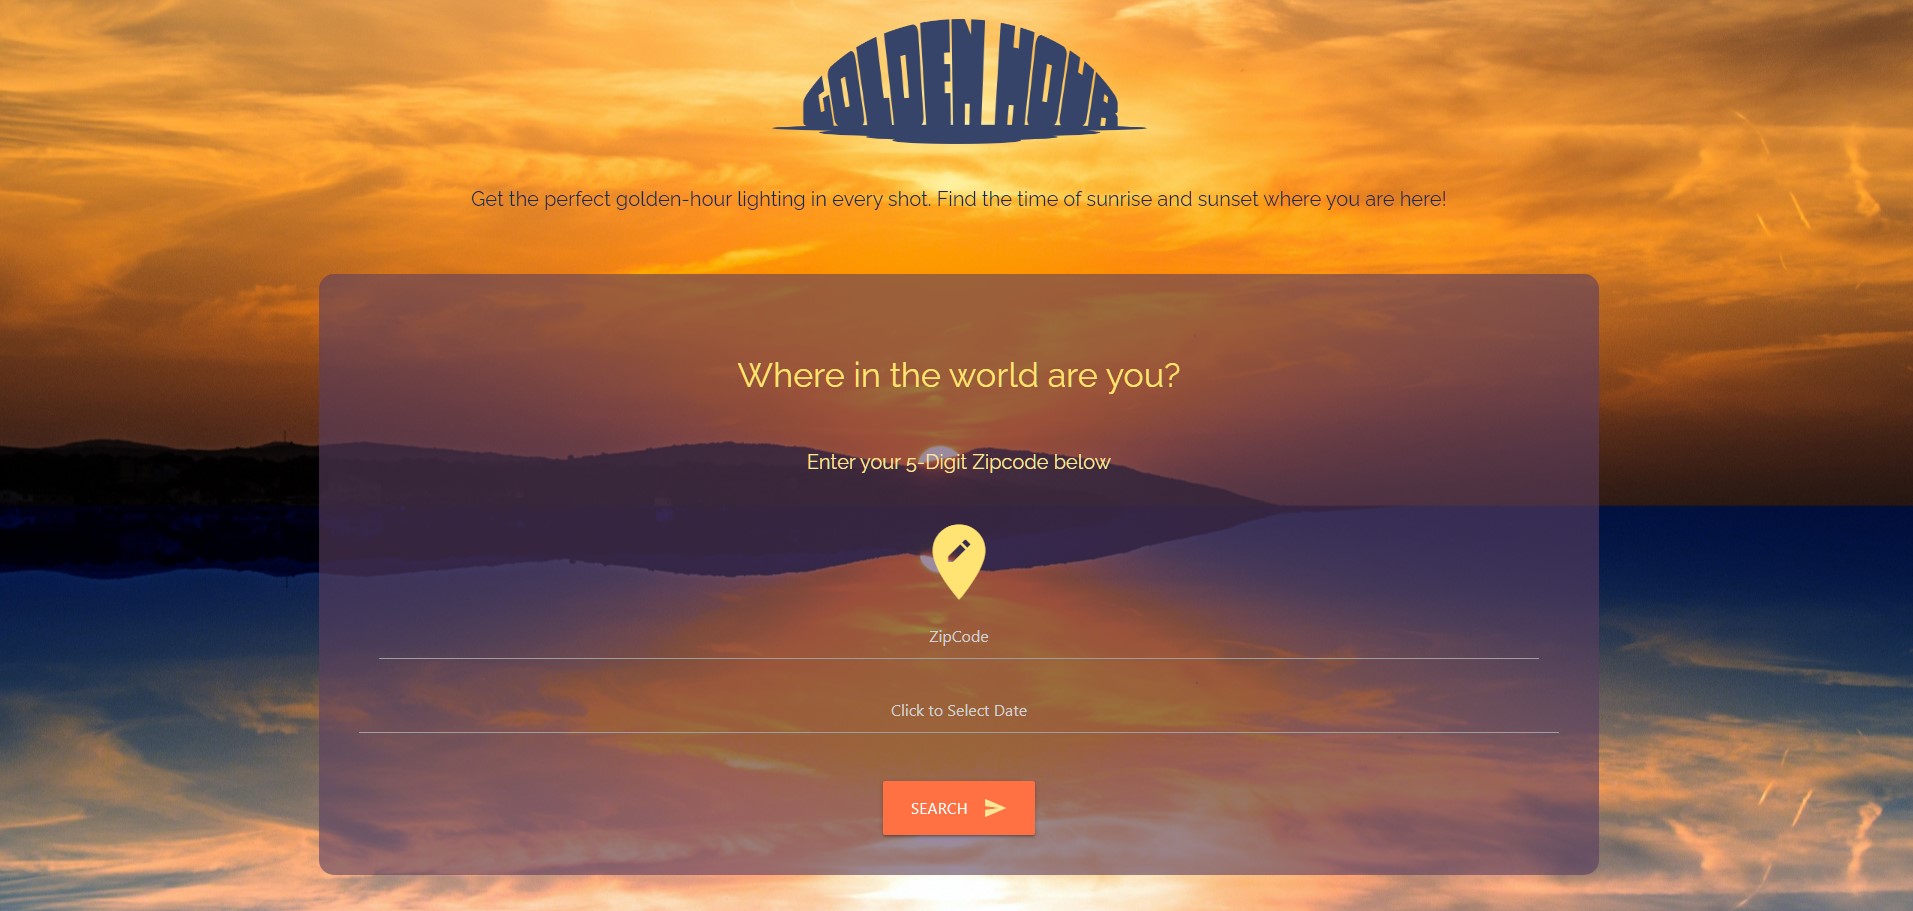 GOLDEN HOUR
Get the perfect golden-hour lighting in every shot. Find the time of sunrise and sunset where you are here!
Where in the world are you?
Enter your 5-Digit Zipcode below
ZipCode
Click to Select Date
SEARCH